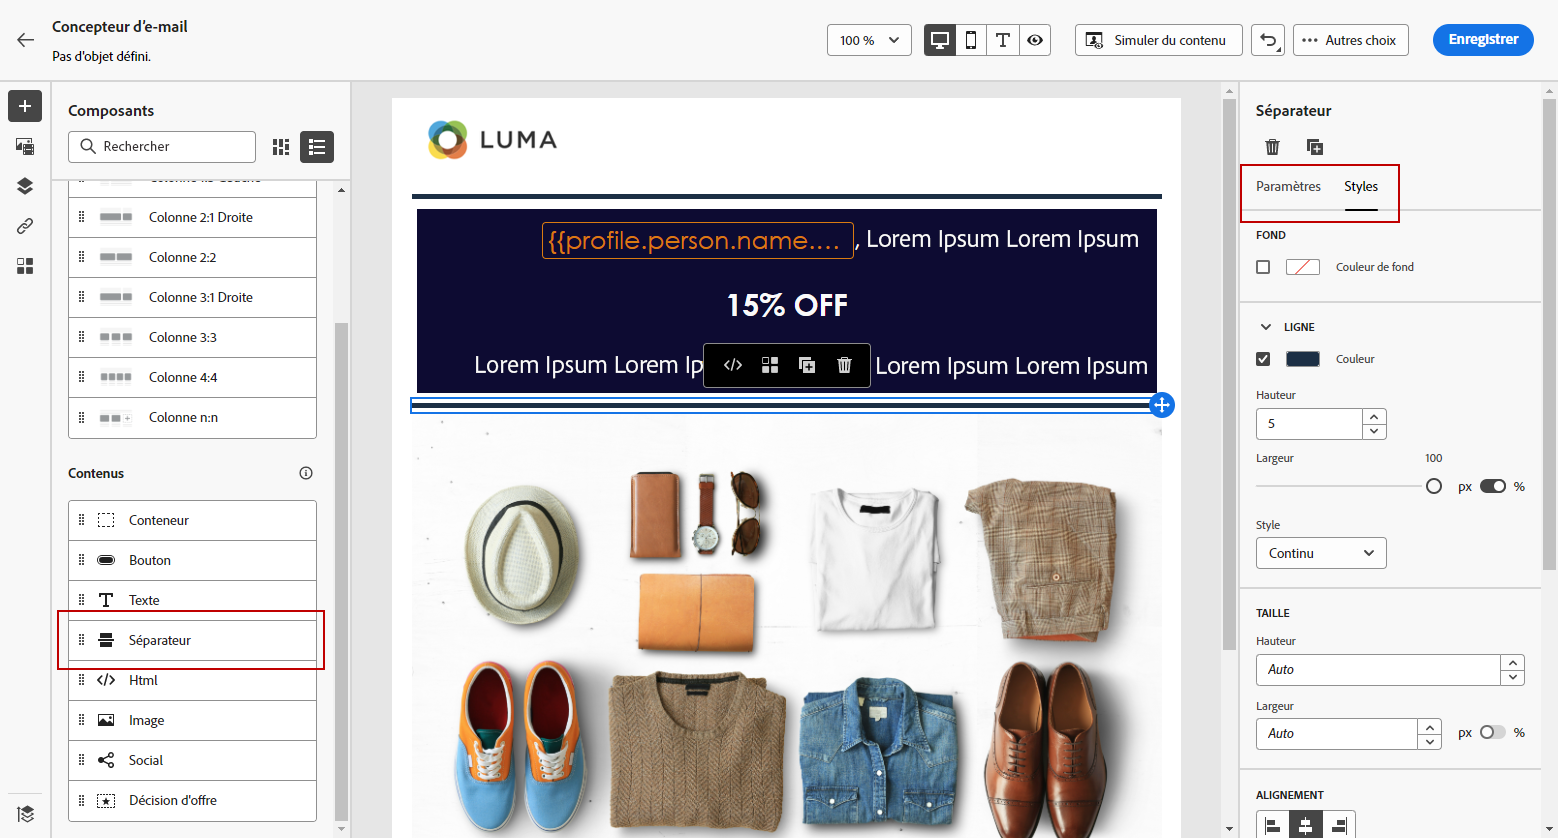 Concepteur d'e-mail
Pas d'objet défini.
100 %
Simuler du contenu
Autres choix
Enregistrer
Composants
Rechercher
Colonne 2:1 Droite
Colonne 2:2
Colonne 3:1 Droite
Colonne 3:3
Colonne 4:4
Colonne n:n
Contenus
Conteneur
Bouton
Texte
Séparateur
Html
Image
Social
Décision d'offre
LUMA
{{profile.person.name.... , Lorem Ipsum Lorem Ipsum
15% OFF
Lorem Ipsum Lorem Ip
Lorem Ipsum Lorem Ipsum
Séparateur
Paramètres
Styles
FOND
Couleur de fond
LIGNE
Couleur
Hauteur
5
Largeur
100
px
%
Style
Continu
TAILLE
Hauteur
Auto
Largeur
Auto
px
%
ALIGNEMENT